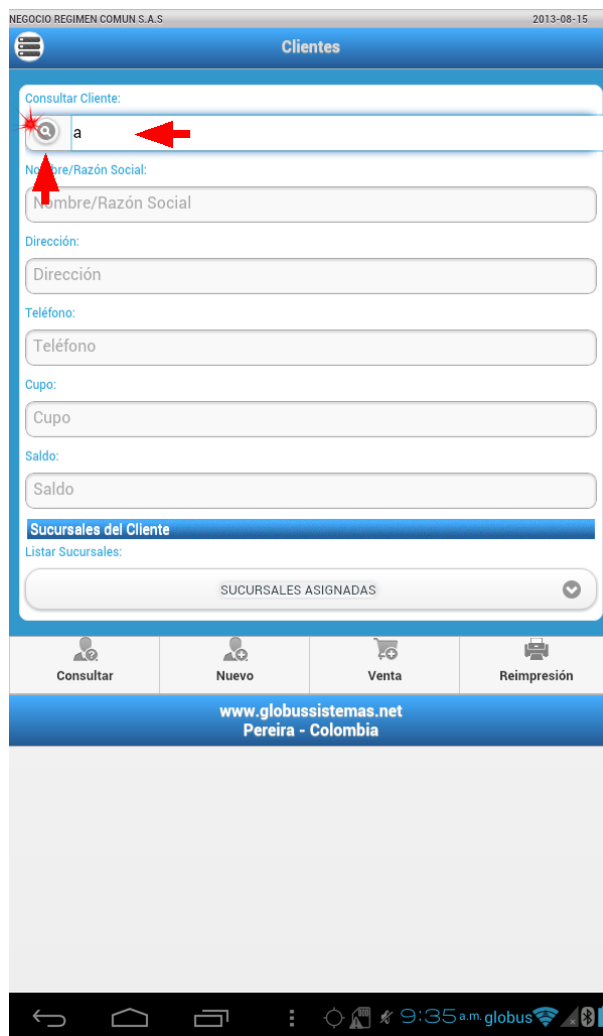 NEGOCIO REGIMEN COMUN S.A.S 2013-08-15
Clientes
Consultar Cliente:
a
Nombre/Razón Social:
Nombre/Razón Social
Dirección:
Dirección
Teléfono:
Teléfono
Cupo:
Cupo
Saldo:
Saldo
Sucursales del Cliente
Listar Sucursales:
SUCURSALES ASIGNADAS
Consultar Nuevo Venta Reimpresión
www.globussistemas.net
Pereira - Colombia
9:35 a.m. globus